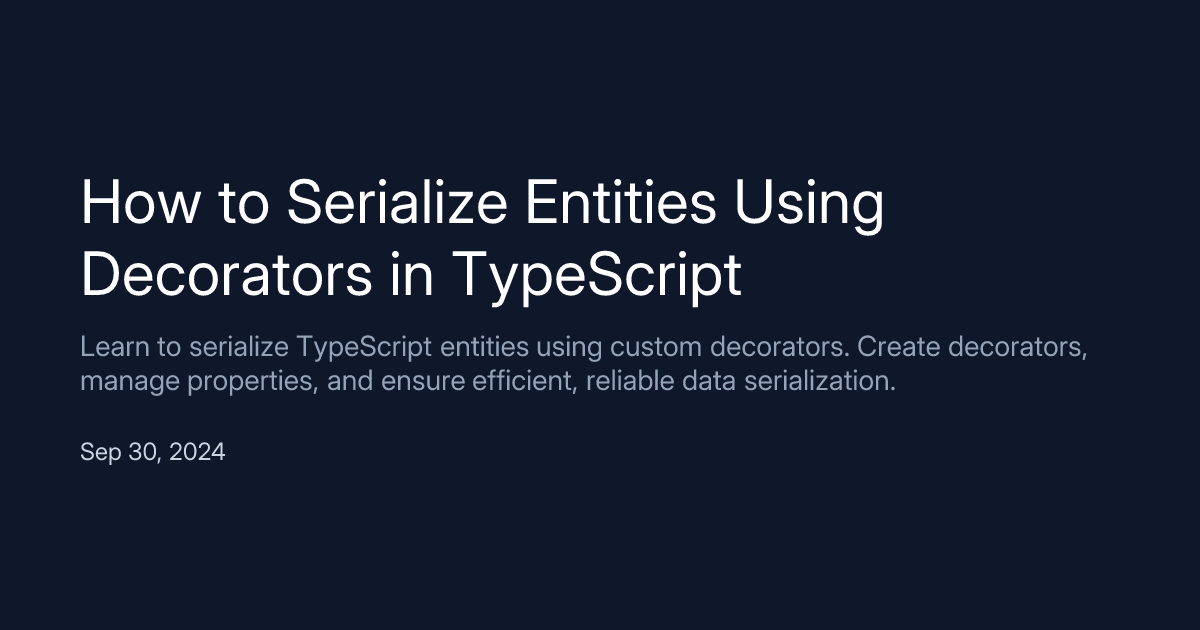 How to Serialize Entities Using
Decorators in TypeScript
Learn to serialize TypeScript entities using custom decorators. Create decorators,
manage properties, and ensure efficient, reliable data serialization.
Sep 30, 2024